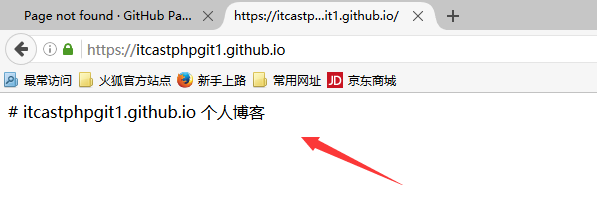 Page not found · GitHub Pa...
https://itcastp...it1.github.io/
https://itcastphpgit1.github.io
最常访问 火狐官方站点 新手上路 常用网址 JD 京东商城
# itcastphpgit1.github.io 个人博客